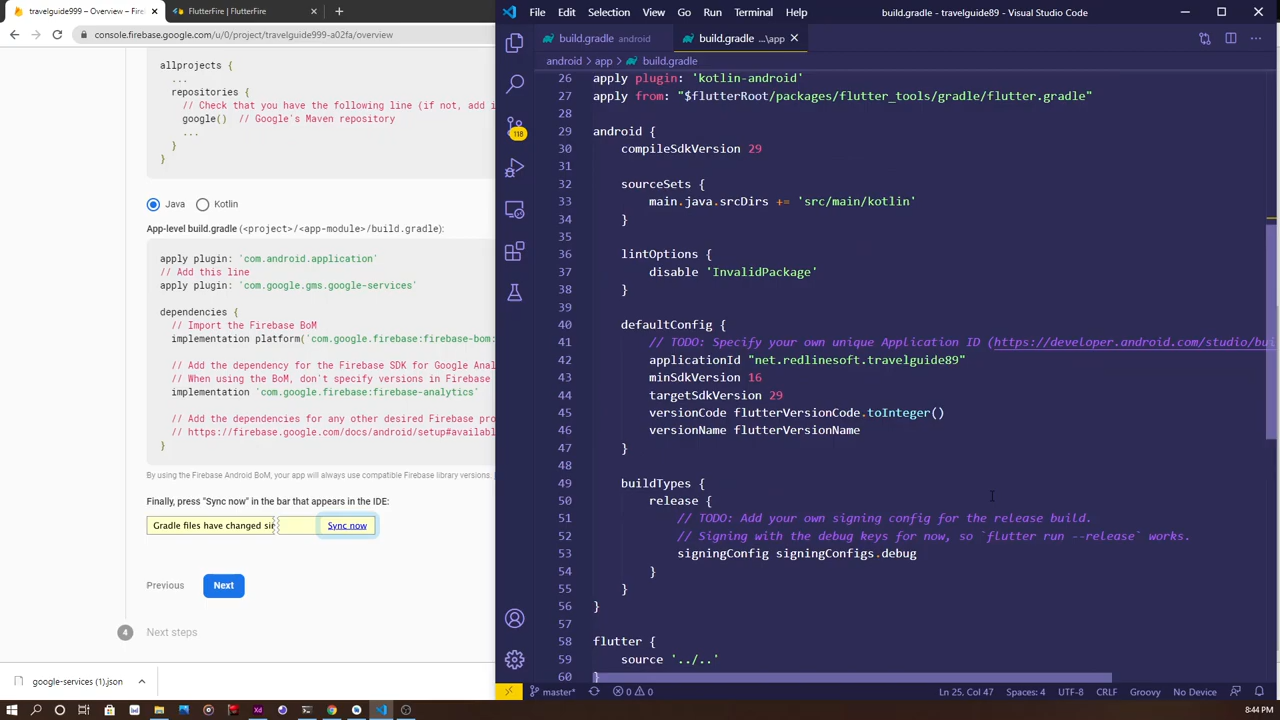 travelguide999 - Overview - Fire
FlutterFire | FlutterFire
console.firebase.google.com/u/0/project/travelguide999-a02fa/overview
allprojects {
...
repositories {
// Check that you have the following line (if not, add i
google() // Google's Maven repository
...
}
}
Java
Kotlin
App-level build.gradle (<project>/<app-module>/build.gradle):
apply plugin: 'com.android.application'
// Add this line
apply plugin: 'com.google.gms.google-services'
dependencies {
// Import the Firebase BoM
implementation platform('com.google.firebase:firebase-bom:
// Add the dependency for the Firebase SDK for Google Anal
// When using the BoM, don't specify versions in Firebase
implementation 'com.google.firebase:firebase-analytics'
// Add the dependencies for any other desired Firebase pro
// https://firebase.google.com/docs/android/setup#availabl
}
By using the Firebase Android BoM, your app will always use compatible Firebase library versions.
Finally, press "Sync now" in the bar that appears in the IDE:
Gradle files have changed sin
Sync now
Previous
Next
4
Next steps
google-services (1).json
File
Edit
Selection
View
Go
Run
Terminal
Help
build.gradle - travelguide89 - Visual Studio Code
build.gradle android
build.gradle ...\app
android > app > build.gradle
118
26 apply plugin: 'kotlin-android'
27 apply from: "$flutterRoot/packages/flutter_tools/gradle/flutter.gradle"
28
29 android {
30 compileSdkVersion 29
31
32 sourceSets {
33 main.java.srcDirs += 'src/main/kotlin'
34 }
35
36 lintOptions {
37 disable 'InvalidPackage'
38 }
39
40 defaultConfig {
41 // TODO: Specify your own unique Application ID (https://developer.android.com/studio/bui
42 applicationId "net.redlinesoft.travelguide89"
43 minSdkVersion 16
44 targetSdkVersion 29
45 versionCode flutterVersionCode.toInteger()
46 versionName flutterVersionName
47 }
48
49 buildTypes {
50 release {
51 // TODO: Add your own signing config for the release build.
52 // Signing with the debug keys for now, so `flutter run --release` works.
53 signingConfig signingConfigs.debug
54 }
55 }
56 }
57
58 flutter {
59 source '../..'
60 }
master*
0
0
Ln 25, Col 47
Spaces: 4
UTF-8
CRLF
Groovy
No Device
8:44 PM